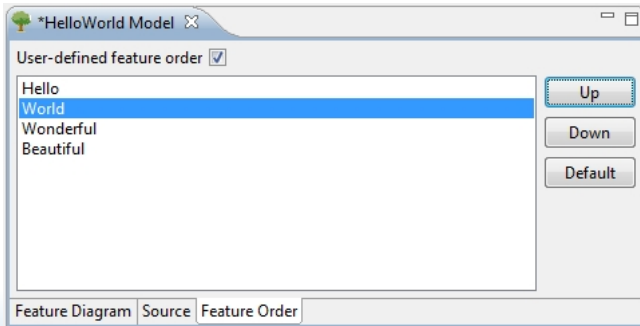 *HelloWorld Model
User-defined feature order
Hello
World
Wonderful
Beautiful
Up
Down
Default
Feature Diagram Source Feature Order